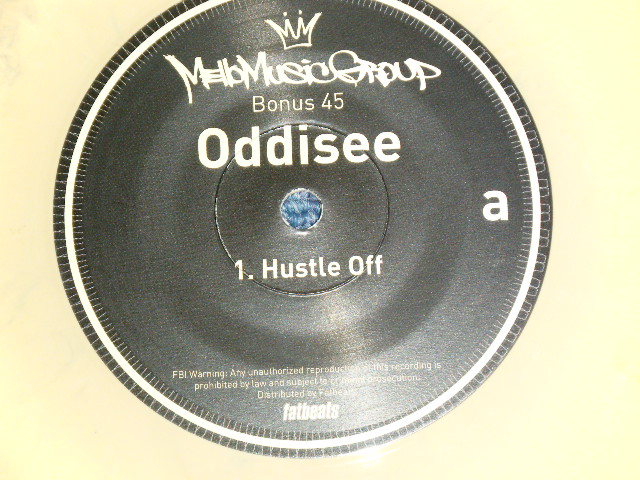 MelloMusicGroup
Bonus 45
Oddisee
a
1. Hustle Off
FBI Warning: Any unauthorized reproduction of this recording is
prohibited by law and subject to criminal prosecution.
Distributed by Fatbeats
fatbeats